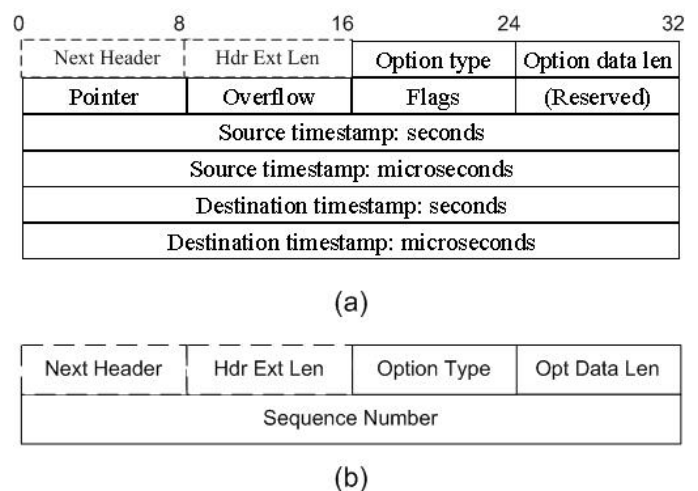 0 8 16 24 32
Next Header Hdr Ext Len Option type Option data len
Pointer Overflow Flags (Reserved)
Source timestamp: seconds
Source timestamp: microseconds
Destination timestamp: seconds
Destination timestamp: microseconds
(a)
Next Header Hdr Ext Len Option Type Opt Data Len
Sequence Number
(b)